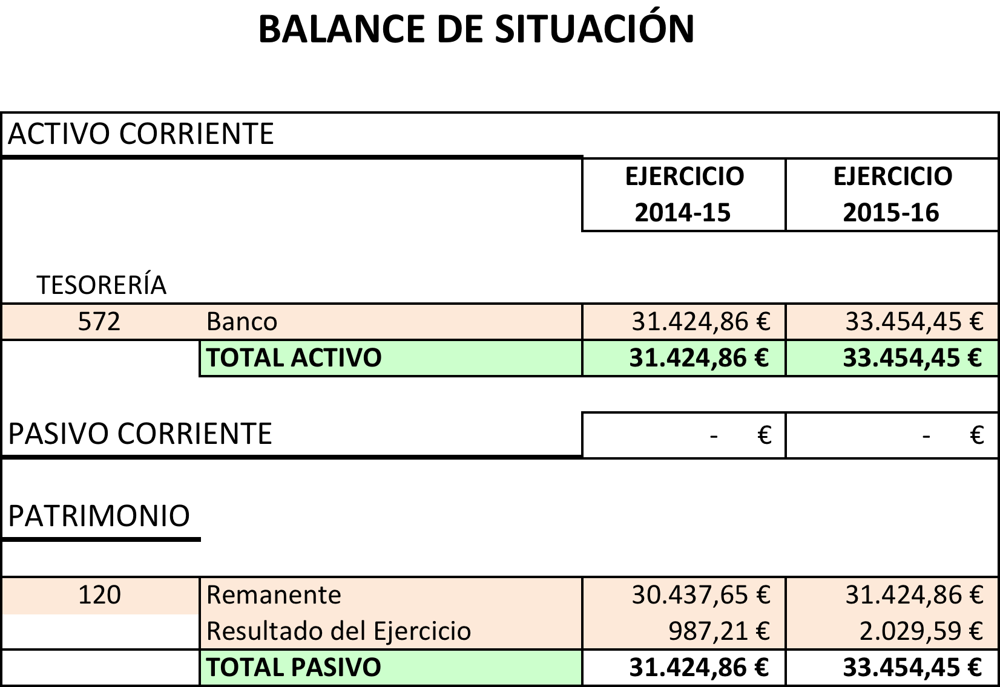 BALANCE DE SITUACIÓN
ACTIVO CORRIENTE
EJERCICIO EJERCICIO
2014-15 2015-16
TESORERÍA
572 Banco 31.424,86 € 33.454,45 €
TOTAL ACTIVO 31.424,86 € 33.454,45 €
PASIVO CORRIENTE - € - €
PATRIMONIO
120 Remanente 30.437,65 € 31.424,86 €
Resultado del Ejercicio 987,21 € 2.029,59 €
TOTAL PASIVO 31.424,86 € 33.454,45 €